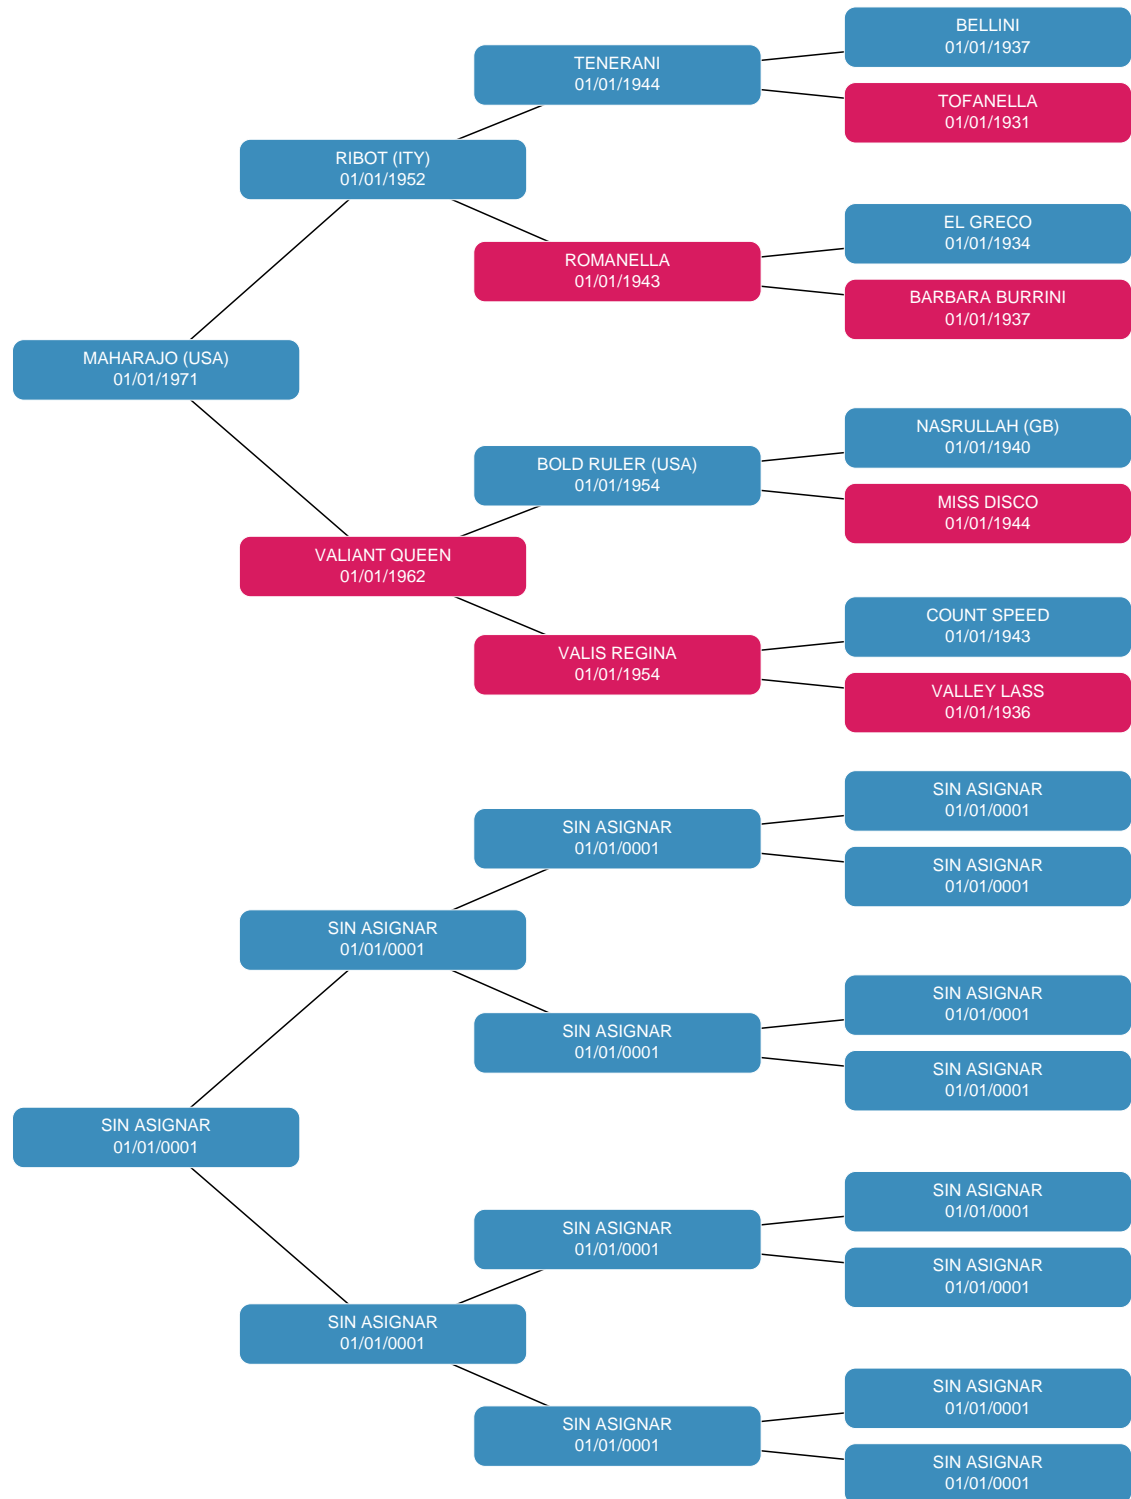 BELLINI
01/01/1937
TENERANI
01/01/1944
TOFANELLA
01/01/1931
RIBOT (ITY)
01/01/1952
EL GRECO
01/01/1934
ROMANELLA
01/01/1943
BARBARA BURRINI
01/01/1937
MAHARAJO (USA)
01/01/1971
NASRULLAH (GB)
01/01/1940
BOLD RULER (USA)
01/01/1954
MISS DISCO
01/01/1944
VALIANT QUEEN
01/01/1962
COUNT SPEED
01/01/1943
VALIS REGINA
01/01/1954
VALLEY LASS
01/01/1936
SIN ASIGNAR
01/01/0001
SIN ASIGNAR
01/01/0001
SIN ASIGNAR
01/01/0001
SIN ASIGNAR
01/01/0001
SIN ASIGNAR
01/01/0001
SIN ASIGNAR
01/01/0001
SIN ASIGNAR
01/01/0001
SIN ASIGNAR
01/01/0001
SIN ASIGNAR
01/01/0001
SIN ASIGNAR
01/01/0001
SIN ASIGNAR
01/01/0001
SIN ASIGNAR
01/01/0001
SIN ASIGNAR
01/01/0001
SIN ASIGNAR
01/01/0001
SIN ASIGNAR
01/01/0001